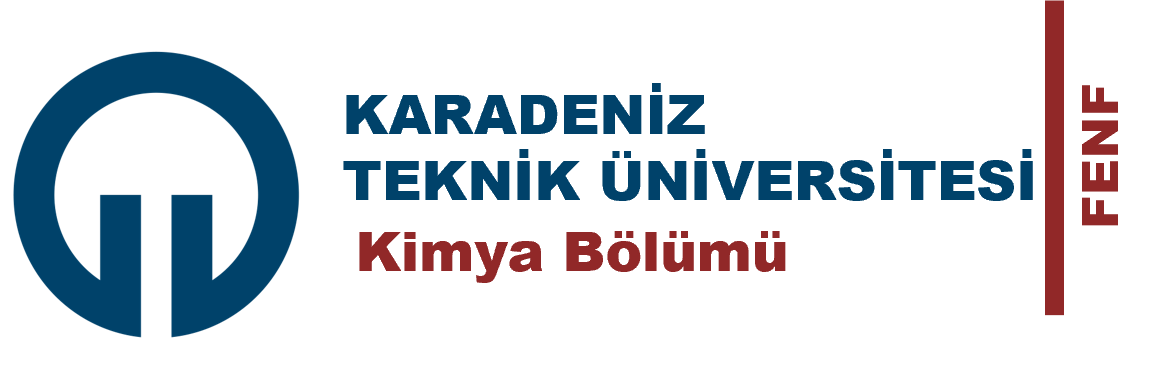 KARADENİZ
TEKNİK ÜNİVERSİTESİ
Kimya Bölümü
FENF